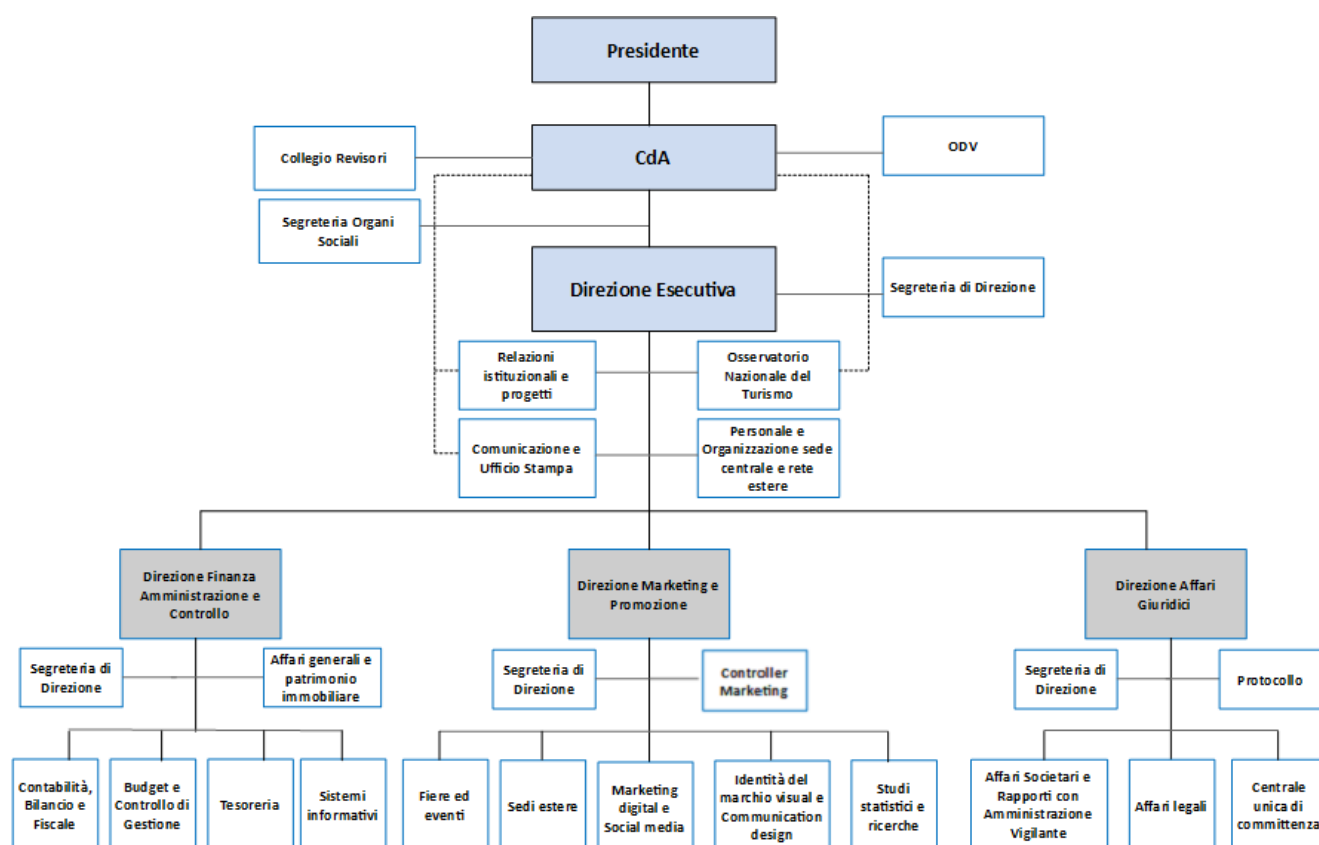 Presidente
Collegio Revisori
CdA
ODV
Segreteria Organi
Sociali
Direzione Esecutiva
Segreteria di Direzione
Relazioni
istituzionali e
progetti
Osservatorio
Nazionale del
Turismo
Comunicazione e
Ufficio Stampa
Personale e
Organizzazione sede
centrale e rete
estere
Direzione Finanza
Amministrazione e
Controllo
Direzione Marketing e
Promozione
Direzione Affari
Giuridici
Segreteria di
Direzione
Affari generali e
patrimonio
immobiliare
Segreteria di
Direzione
Controller
Marketing
Segreteria di
Direzione
Protocollo
Contabilità,
Bilancio e
Fiscale
Budget e
Controllo di
Gestione
Tesoreria
Sistemi
informativi
Fiere ed
eventi
Sedi estere
Marketing
digital e
Social media
Identità del
marchio visual e
Communication
design
Studi
statistici e
ricerche
Affari Societari e
Rapporti con
Amministrazione
Vigilante
Affari legali
Centrale
unica di
committenza